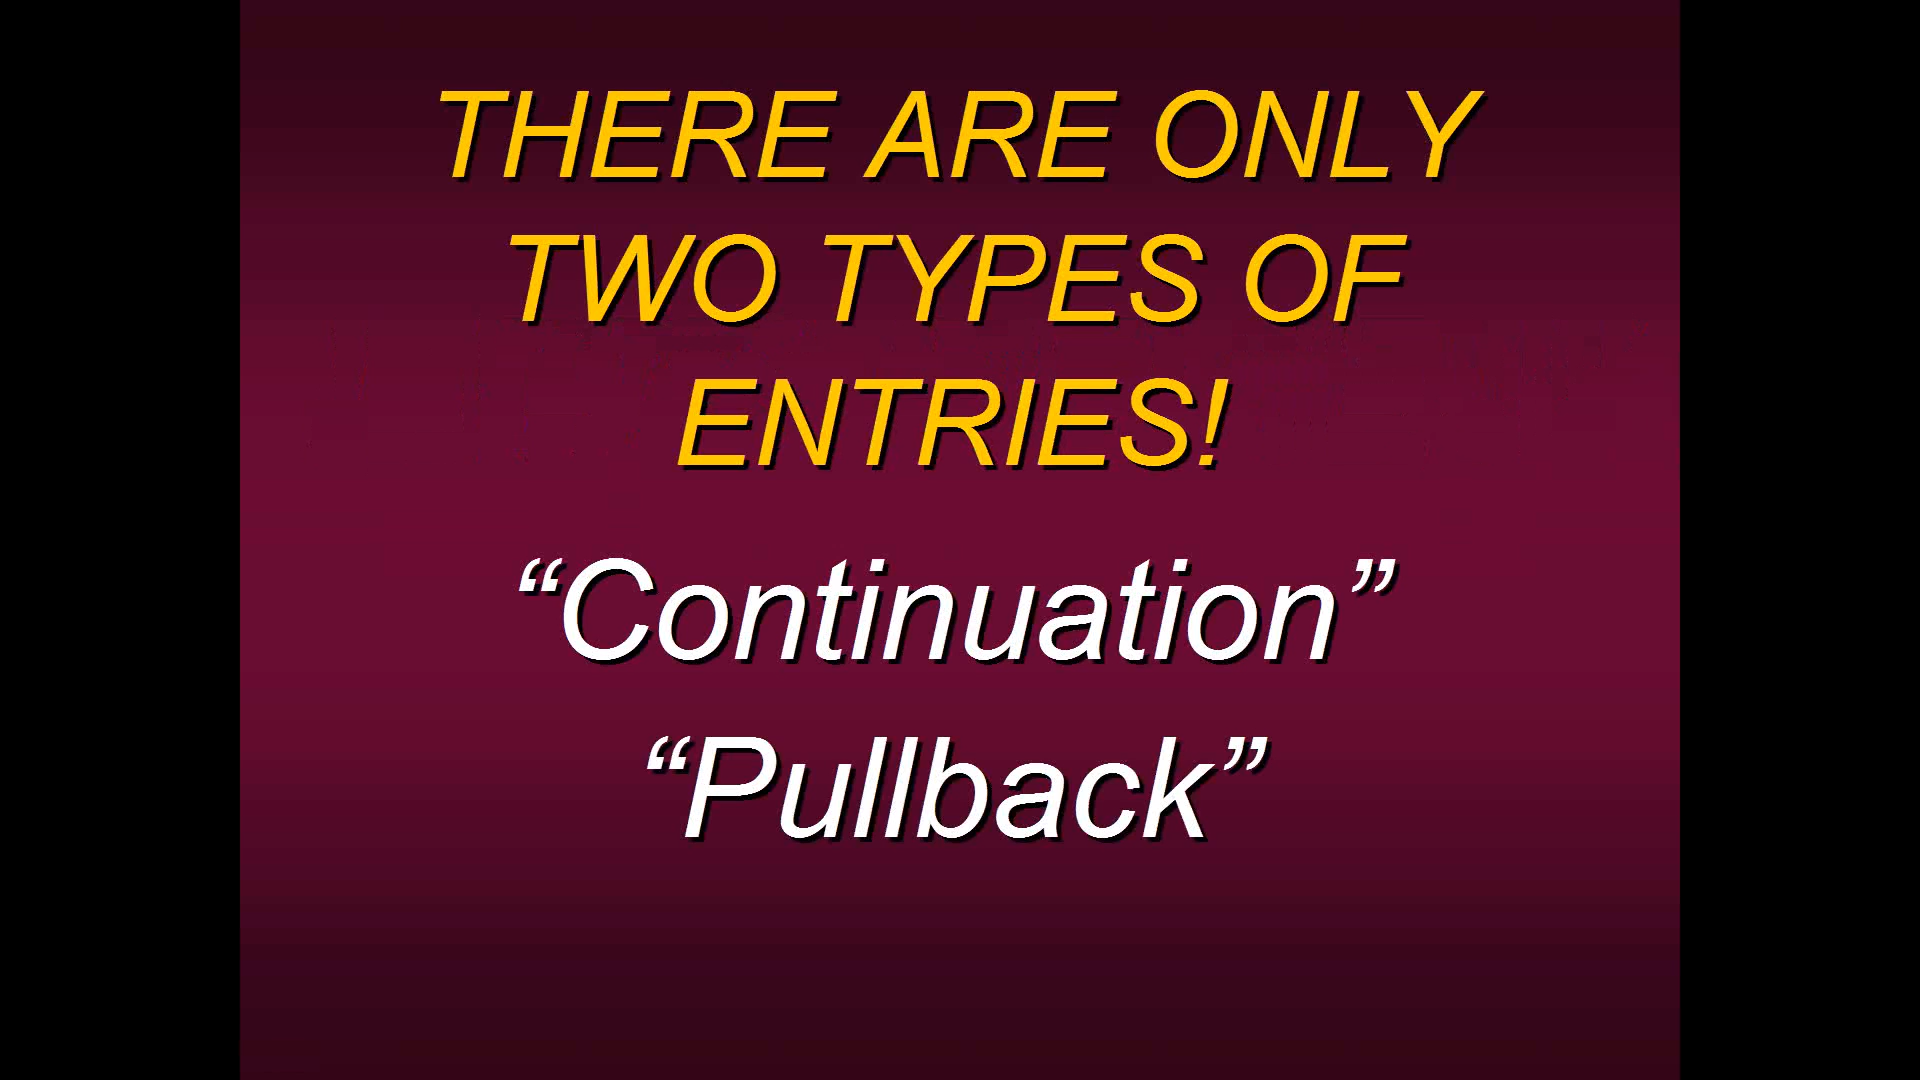 THERE ARE ONLY
TWO TYPES OF
ENTRIES!
“Continuation”
“Pullback”